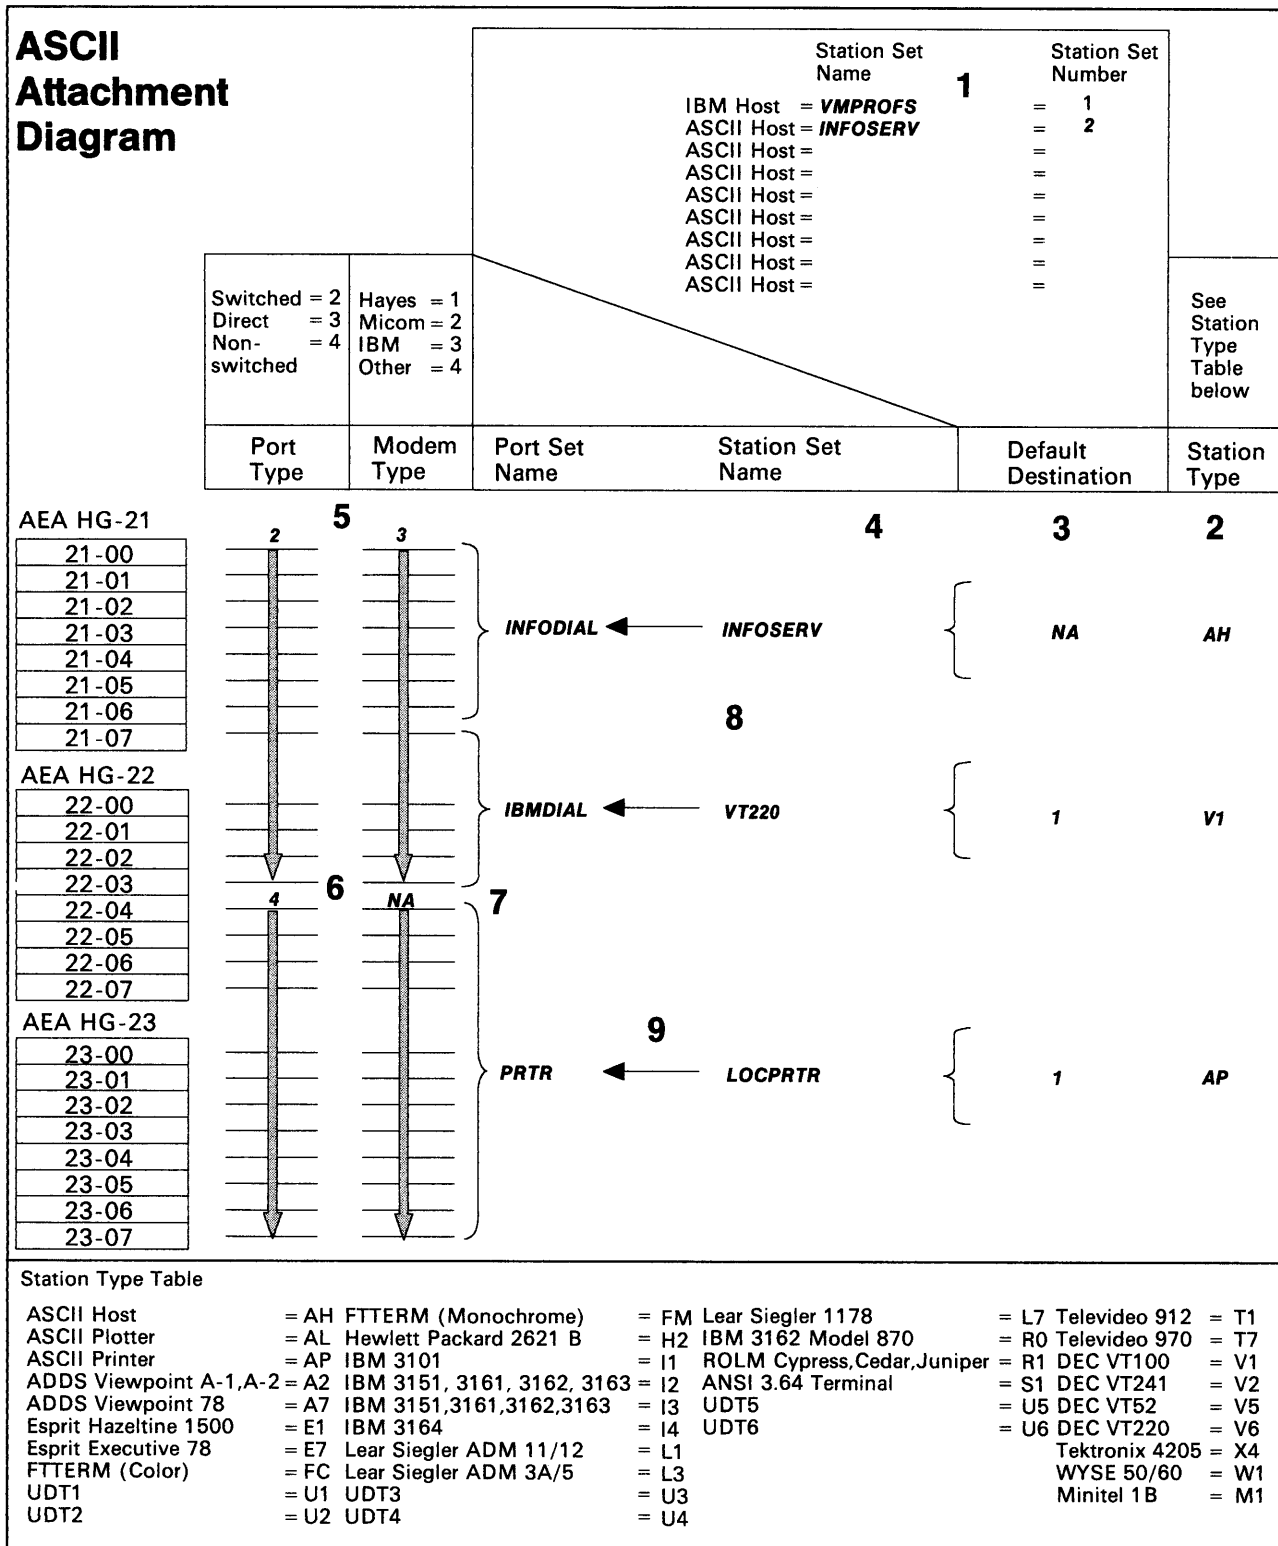 ASCII
Attachment
Diagram
Station Set Name
Station Set Number
1
IBM Host = VMPROFS = 1
ASCII Host = INFOSERV = 2
ASCII Host = =
ASCII Host = =
ASCII Host = =
ASCII Host = =
ASCII Host = =
ASCII Host = =
ASCII Host = =
Switched = 2
Direct = 3
Non- = 4
switched
Hayes = 1
Micom = 2
IBM = 3
Other = 4
See
Station
Type
Table
below
Port Type
Modem Type
Port Set Name
Station Set Name
Default Destination
Station Type
AEA HG-21
5
4
3
2
2
3
21-00
21-01
21-02
21-03
INFODIAL
INFOSERV
NA
AH
21-04
21-05
21-06
21-07
8
AEA HG-22
22-00
IBMDIAL
VT220
1
V1
22-01
22-02
22-03
6
7
4
NA
22-04
22-05
22-06
22-07
AEA HG-23
9
23-00
23-01
PRTR
LOCPRTR
1
AP
23-02
23-03
23-04
23-05
23-06
23-07
Station Type Table
ASCII Host = AH FTTERM (Monochrome) = FM Lear Siegler 1178 = L7 Televideo 912 = T1
ASCII Plotter = AL Hewlett Packard 2621 B = H2 IBM 3162 Model 870 = R0 Televideo 970 = T7
ASCII Printer = AP IBM 3101 = I1 ROLM Cypress,Cedar,Juniper = R1 DEC VT100 = V1
ADDS Viewpoint A-1,A-2 = A2 IBM 3151, 3161, 3162, 3163 = I2 ANSI 3.64 Terminal = S1 DEC VT241 = V2
ADDS Viewpoint 78 = A7 IBM 3151,3161,3162,3163 = I3 UDT5 = U5 DEC VT52 = V5
Esprit Hazeltine 1500 = E1 IBM 3164 = I4 UDT6 = U6 DEC VT220 = V6
Esprit Executive 78 = E7 Lear Siegler ADM 11/12 = L1 Tektronix 4205 = X4
FTTERM (Color) = FC Lear Siegler ADM 3A/5 = L3 WYSE 50/60 = W1
UDT1 = U1 UDT3 = U3 Minitel 1B = M1
UDT2 = U2 UDT4 = U4